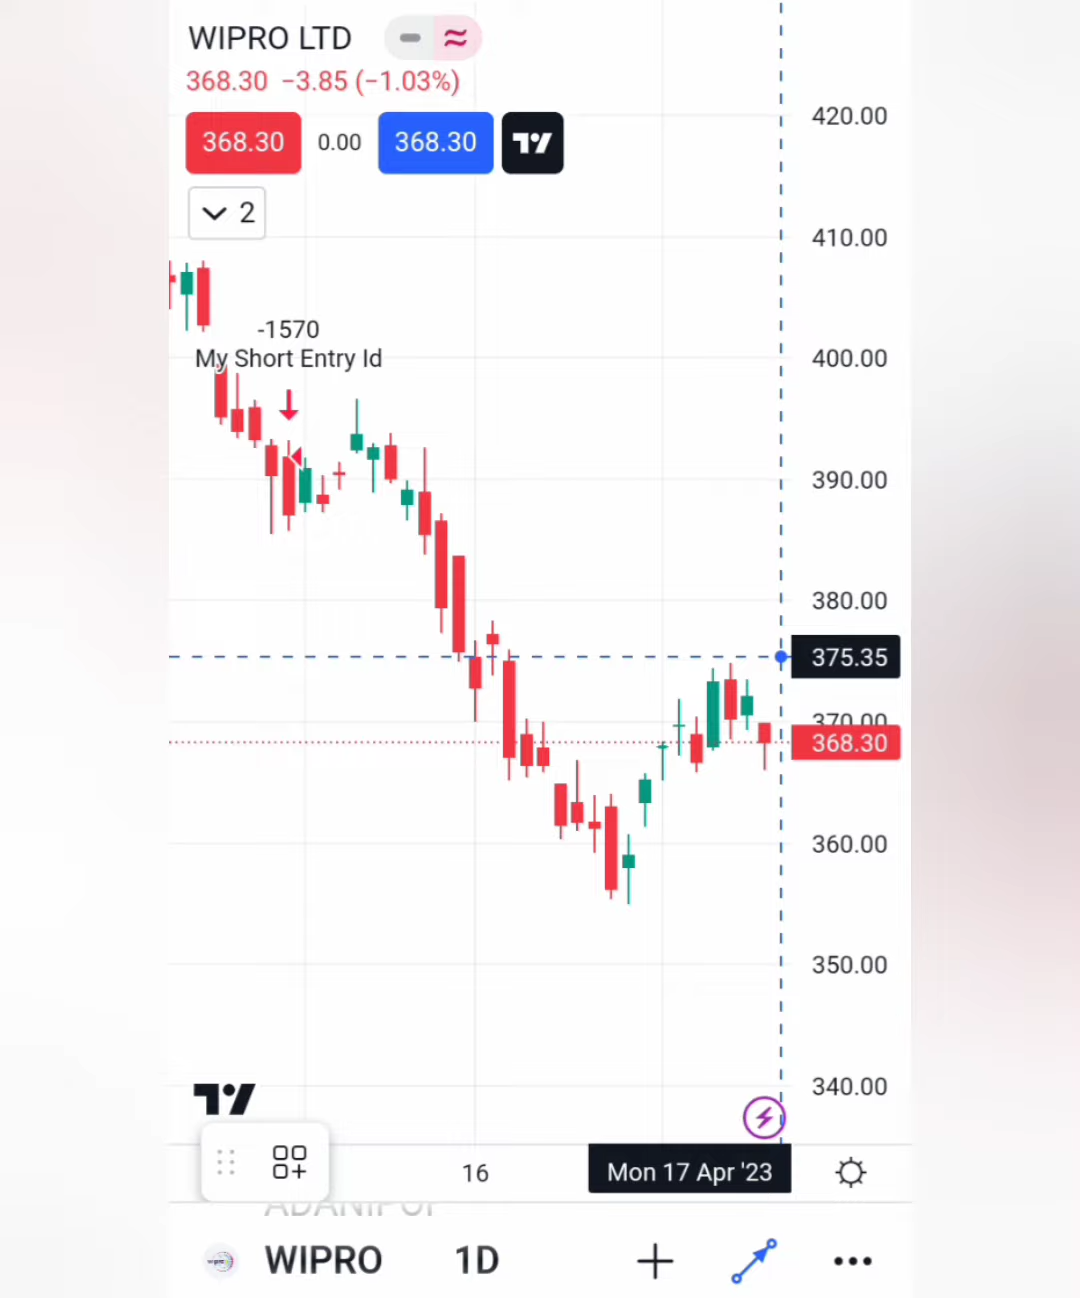 WIPRO LTD
368.30 −3.85 (−1.03%)
368.30 0.00 368.30
2
420.00
410.00
-1570
My Short Entry Id
400.00
390.00
380.00
375.35
370.00
368.30
360.00
350.00
340.00
16 Mon 17 Apr '23
WIPRO 1D